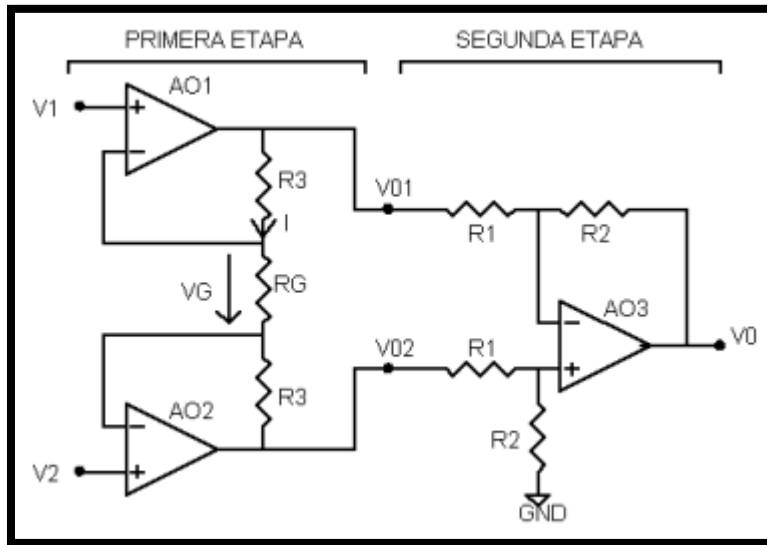 PRIMERA ETAPA
SEGUNDA ETAPA
AO1
V1
+
-
R3
I
V01
R1
R2
VG
RG
AO3
V0
-
+
V02
R1
R3
AO2
-
R2
V2
+
GND